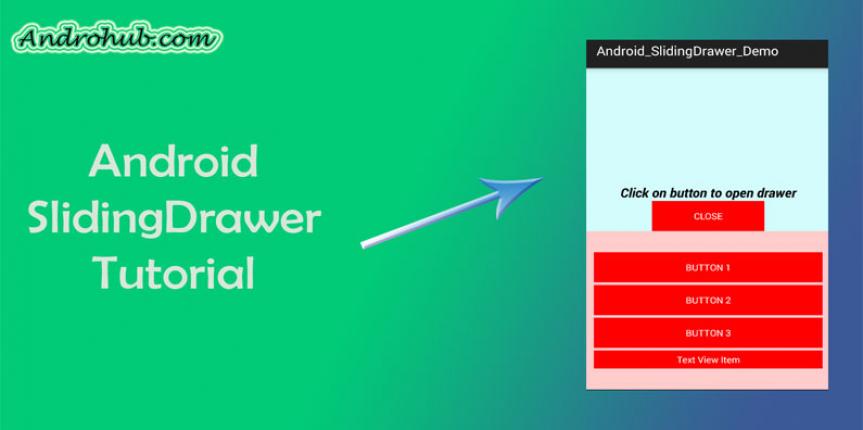 Androhub.com
Android
SlidingDrawer
Tutorial
Android_SlidingDrawer_Demo
Click on button to open drawer
CLOSE
BUTTON 1
BUTTON 2
BUTTON 3
Text View Item